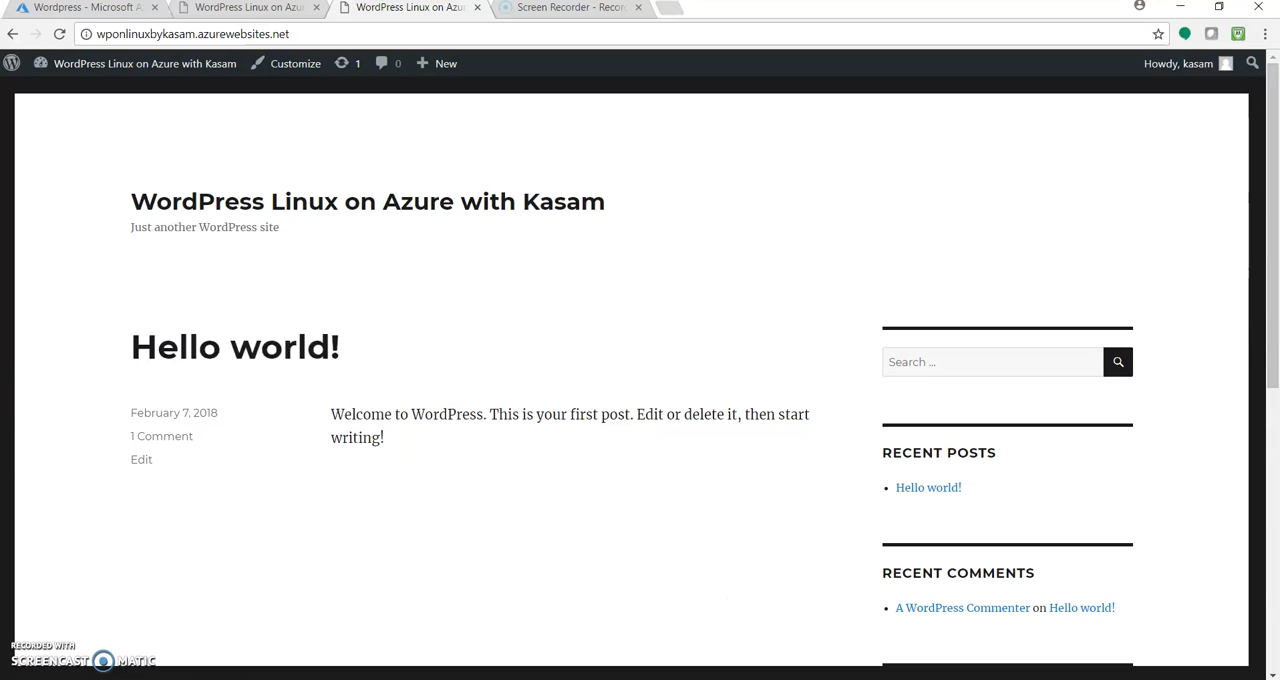 Wordpress - Microsoft A
WordPress Linux on Azu
WordPress Linux on Azu
Screen Recorder - Recor
wponlinuxbykasam.azurewebsites.net
WordPress Linux on Azure with Kasam
Customize
1
0
New
Howdy, kasam
WordPress Linux on Azure with Kasam
Just another WordPress site
Hello world!
February 7, 2018
1 Comment
Edit
Welcome to WordPress. This is your first post. Edit or delete it, then start
writing!
Search ...
RECENT POSTS
Hello world!
RECENT COMMENTS
A WordPress Commenter on Hello world!
RECORDED WITH
SCREENCAST MATIC